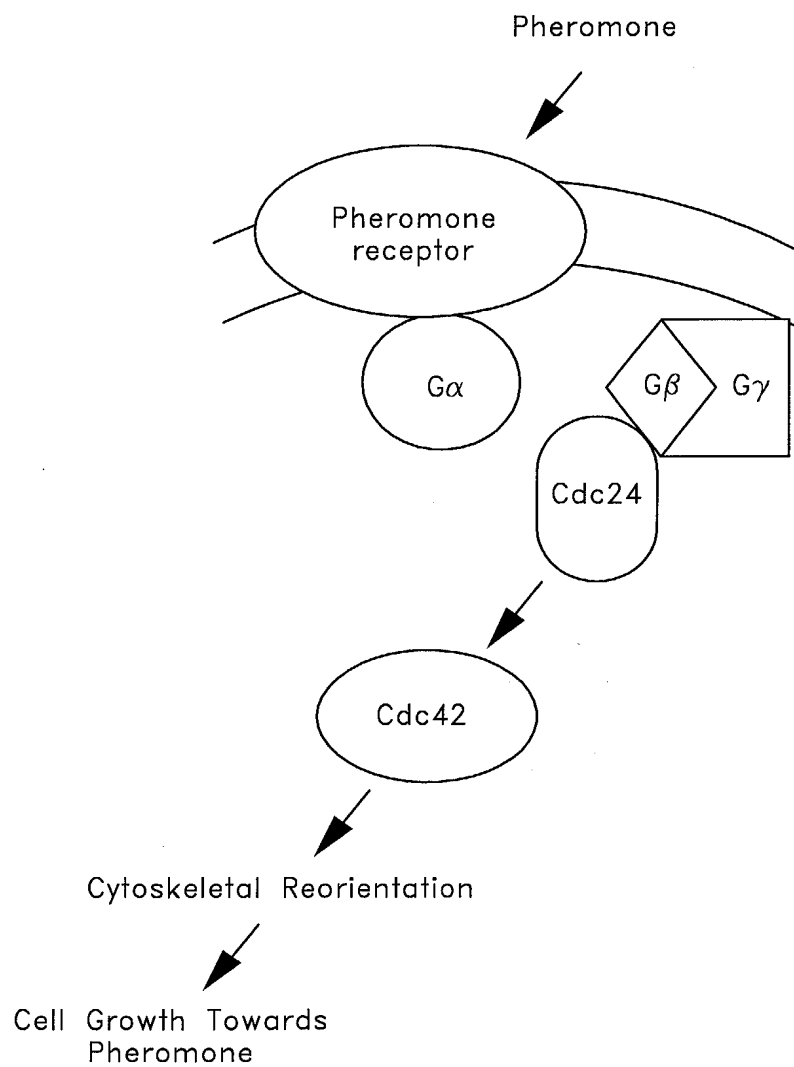 Pheromone
Pheromone
receptor
Gα
Gβ
Gγ
Cdc24
Cdc42
Cytoskeletal Reorientation
Cell Growth Towards
Pheromone